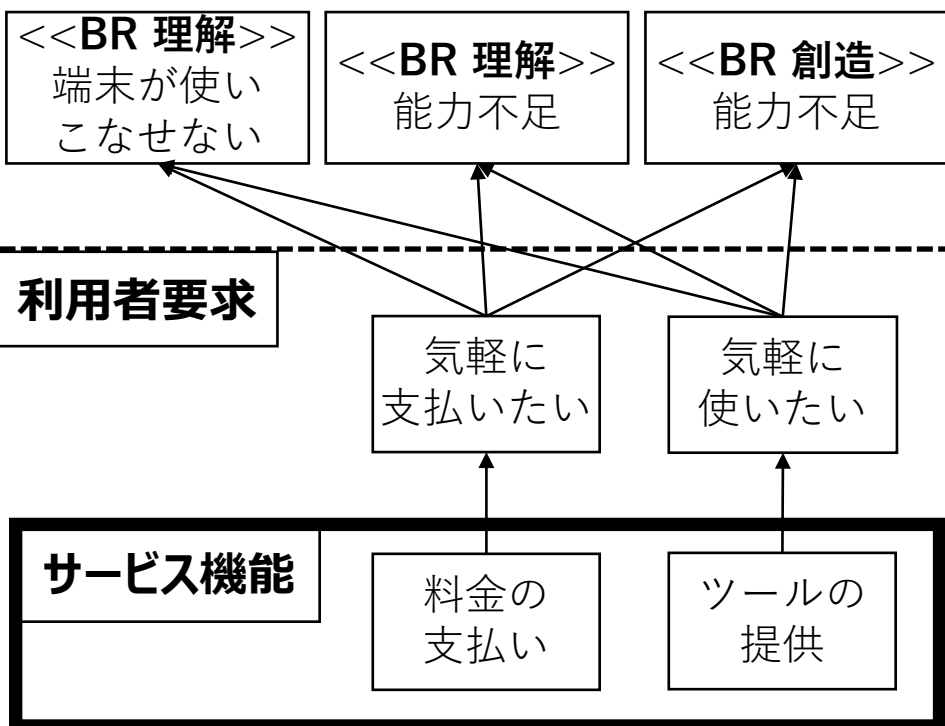 <<BR 理解>>
端末が使い
こなせない
<<BR 理解>>
能力不足
<<BR 創造>>
能力不足
利用者要求
気軽に
支払いたい
気軽に
使いたい
サービス機能
料金の
支払い
ツールの
提供